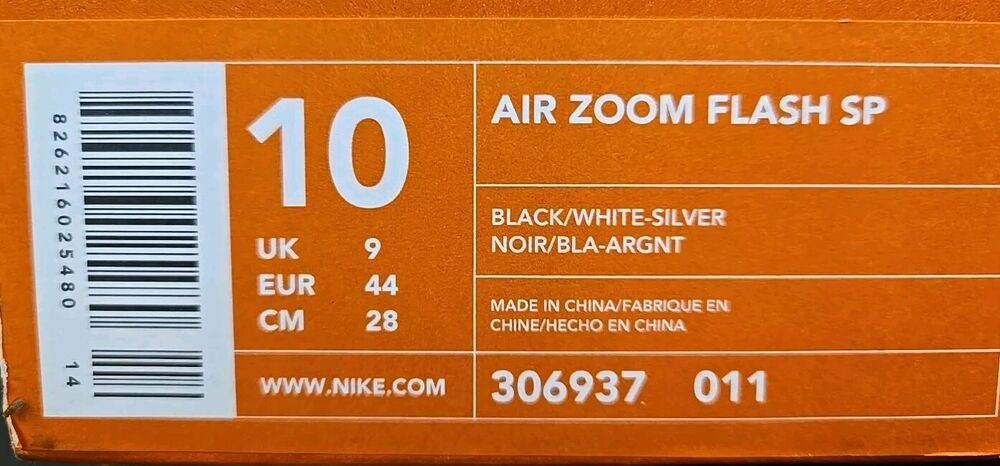 826216025480
14
10
UK 9
EUR 44
CM 28
WWW.NIKE.COM
AIR ZOOM FLASH SP
BLACK/WHITE-SILVER
NOIR/BLA-ARGNT
MADE IN CHINA/FABRIQUE EN
CHINE/HECHO EN CHINA
306937 011